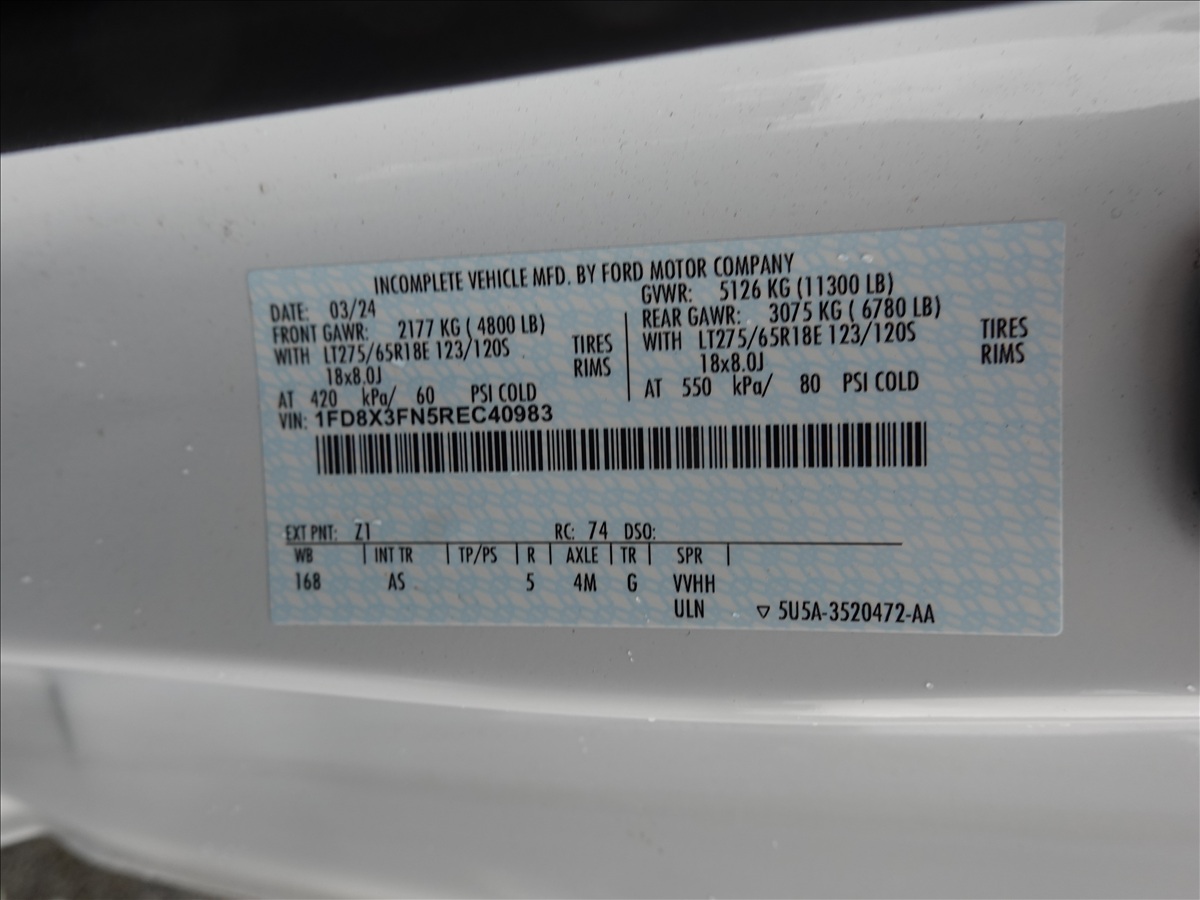 INCOMPLETE VEHICLE MFD. BY FORD MOTOR COMPANY
DATE: 03/24 GVWR: 5126 KG (11300 LB)
FRONT GAWR: 2177 KG ( 4800 LB) REAR GAWR: 3075 KG ( 6780 LB)
WITH LT275/65R18E 123/120S TIRES WITH LT275/65R18E 123/120S TIRES
18x8.0J RIMS 18x8.0J RIMS
AT 420 kPa/ 60 PSI COLD AT 550 kPa/ 80 PSI COLD
VIN: 1FD8X3FN5REC40983
EXT PNT: Z1 RC: 74 DSO:
WB | INT TR | TP/PS | R | AXLE | TR | SPR |
168 AS 5 4M G VVHH
ULN ▽ 5U5A-3520472-AA